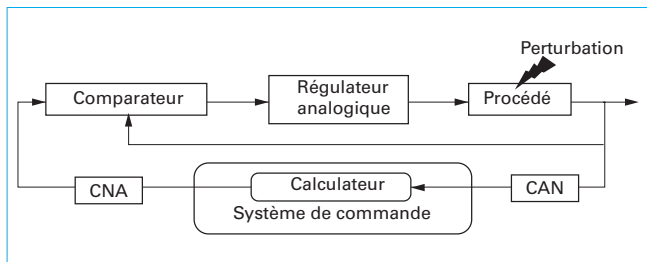 Perturbation
Comparateur
Régulateur
analogique
Procédé
CNA
Calculateur
Système de commande
CAN